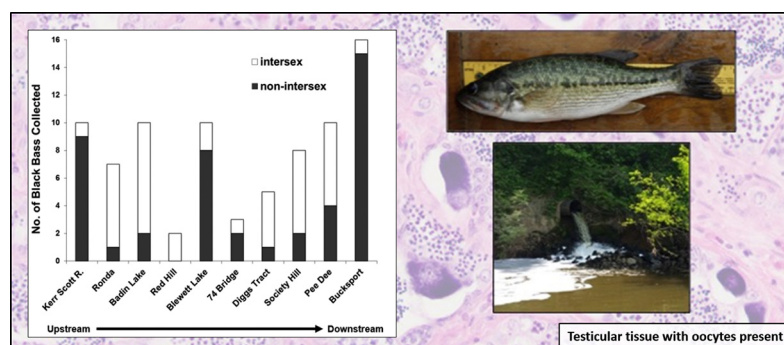 No. of Black Bass Collected
16
14
12
10
8
6
4
2
0
intersex
non-intersex
Kerr Scott R.
Ronda
Badin Lake
Red Hill
Blewett Lake
74 Bridge
Diggs Tract
Society Hill
Pee Dee
Bucksport
Upstream
Downstream
Testicular tissue with oocytes present